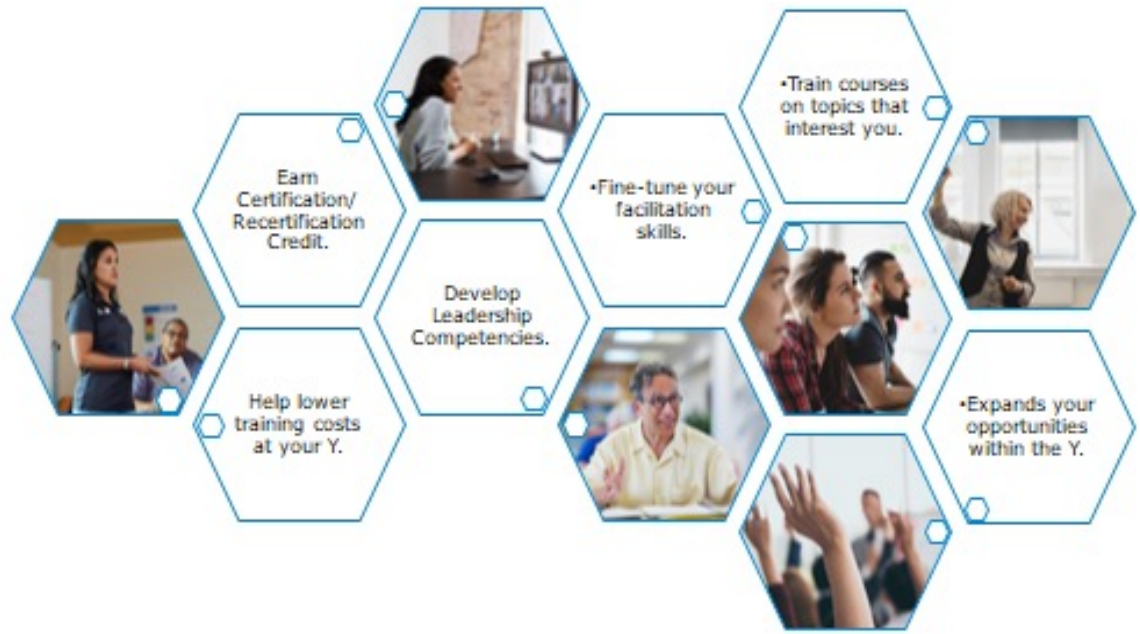 Earn
Certification/
Recertification
Credit.
Help lower
training costs
at your Y.
Develop
Leadership
Competencies.
•Fine-tune your
facilitation
skills.
•Train courses
on topics that
interest you.
•Expands your
opportunities
within the Y.